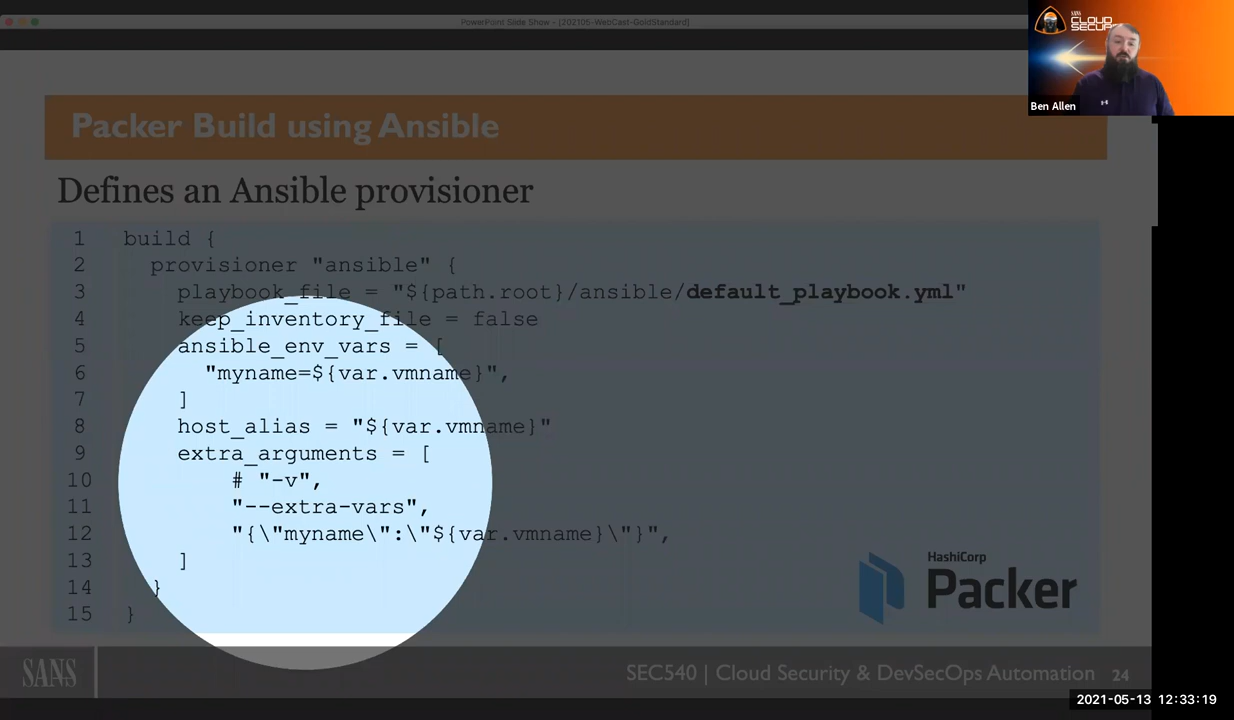 PowerPoint Slide Show - [202105-WebCast-GoldStandard]
SANS
CLOUD
Ben Allen
Packer Build using Ansible
Defines an Ansible provisioner
1 build {
2 provisioner "ansible" {
3 playbook_file = "${path.root}/ansible/default_playbook.yml"
4 keep_inventory_file = false
5 ansible_env_vars = [
6 "myname=${var.vmname}",
7 ]
8 host_alias = "${var.vmname}"
9 extra_arguments = [
10 # "-v",
11 "--extra-vars",
12 "{\"myname\":\"${var.vmname}\"}",
13 ]
14 }
15 }
HashiCorp
Packer
SANS
SEC540 | Cloud Security & DevSecOps Automation 24
2021-05-13 12:33:19